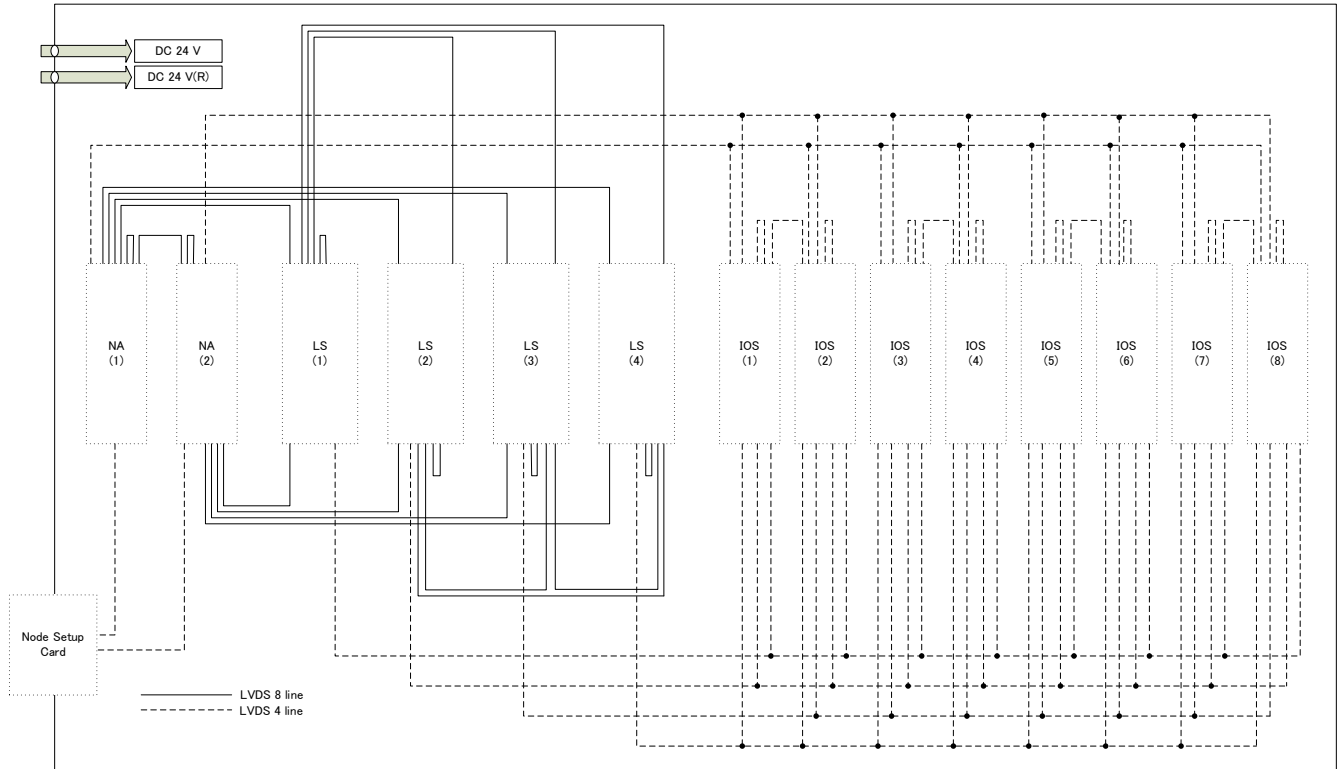 DC 24 V
DC 24 V(R)
NA
(1)
NA
(2)
LS
(1)
LS
(2)
LS
(3)
LS
(4)
IOS
(1)
IOS
(2)
IOS
(3)
IOS
(4)
IOS
(5)
IOS
(6)
IOS
(7)
IOS
(8)
Node Setup
Card
LVDS 8 line
LVDS 4 line